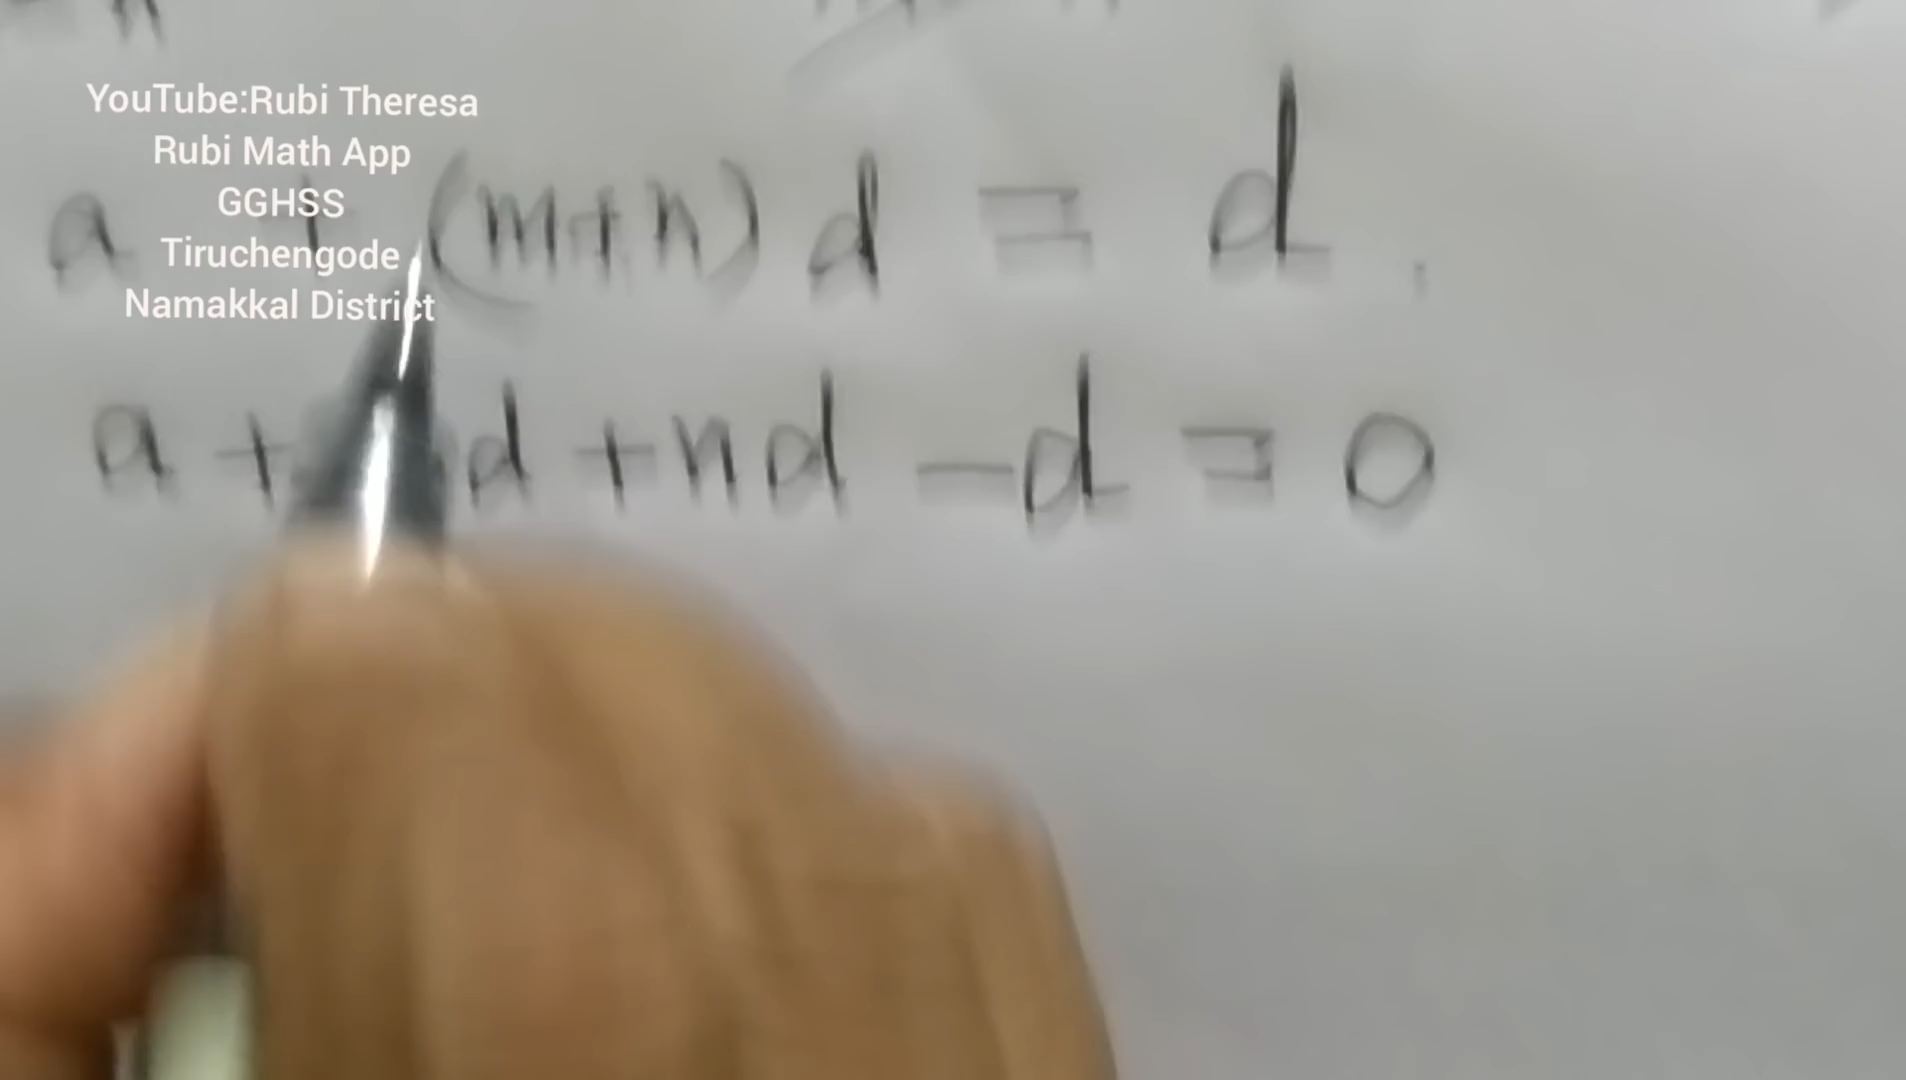 YouTube:Rubi Theresa
Rubi Math App
GGHSS
Tiruchengode
Namakkal District
a + (m+n) d = d.
a + d + nd - d = 0